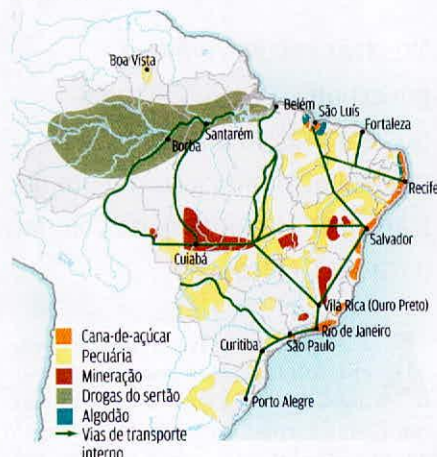 Boa Vista
Belém
São Luís
Santarém
Fortaleza
Borba
Recife
Salvador
Cuiabá
Vila Rica (Ouro Preto)
Rio de Janeiro
São Paulo
Curitiba
Porto Alegre
Cana-de-açúcar
Pecuária
Mineração
Drogas do sertão
Algodão
Vias de transporte
interno